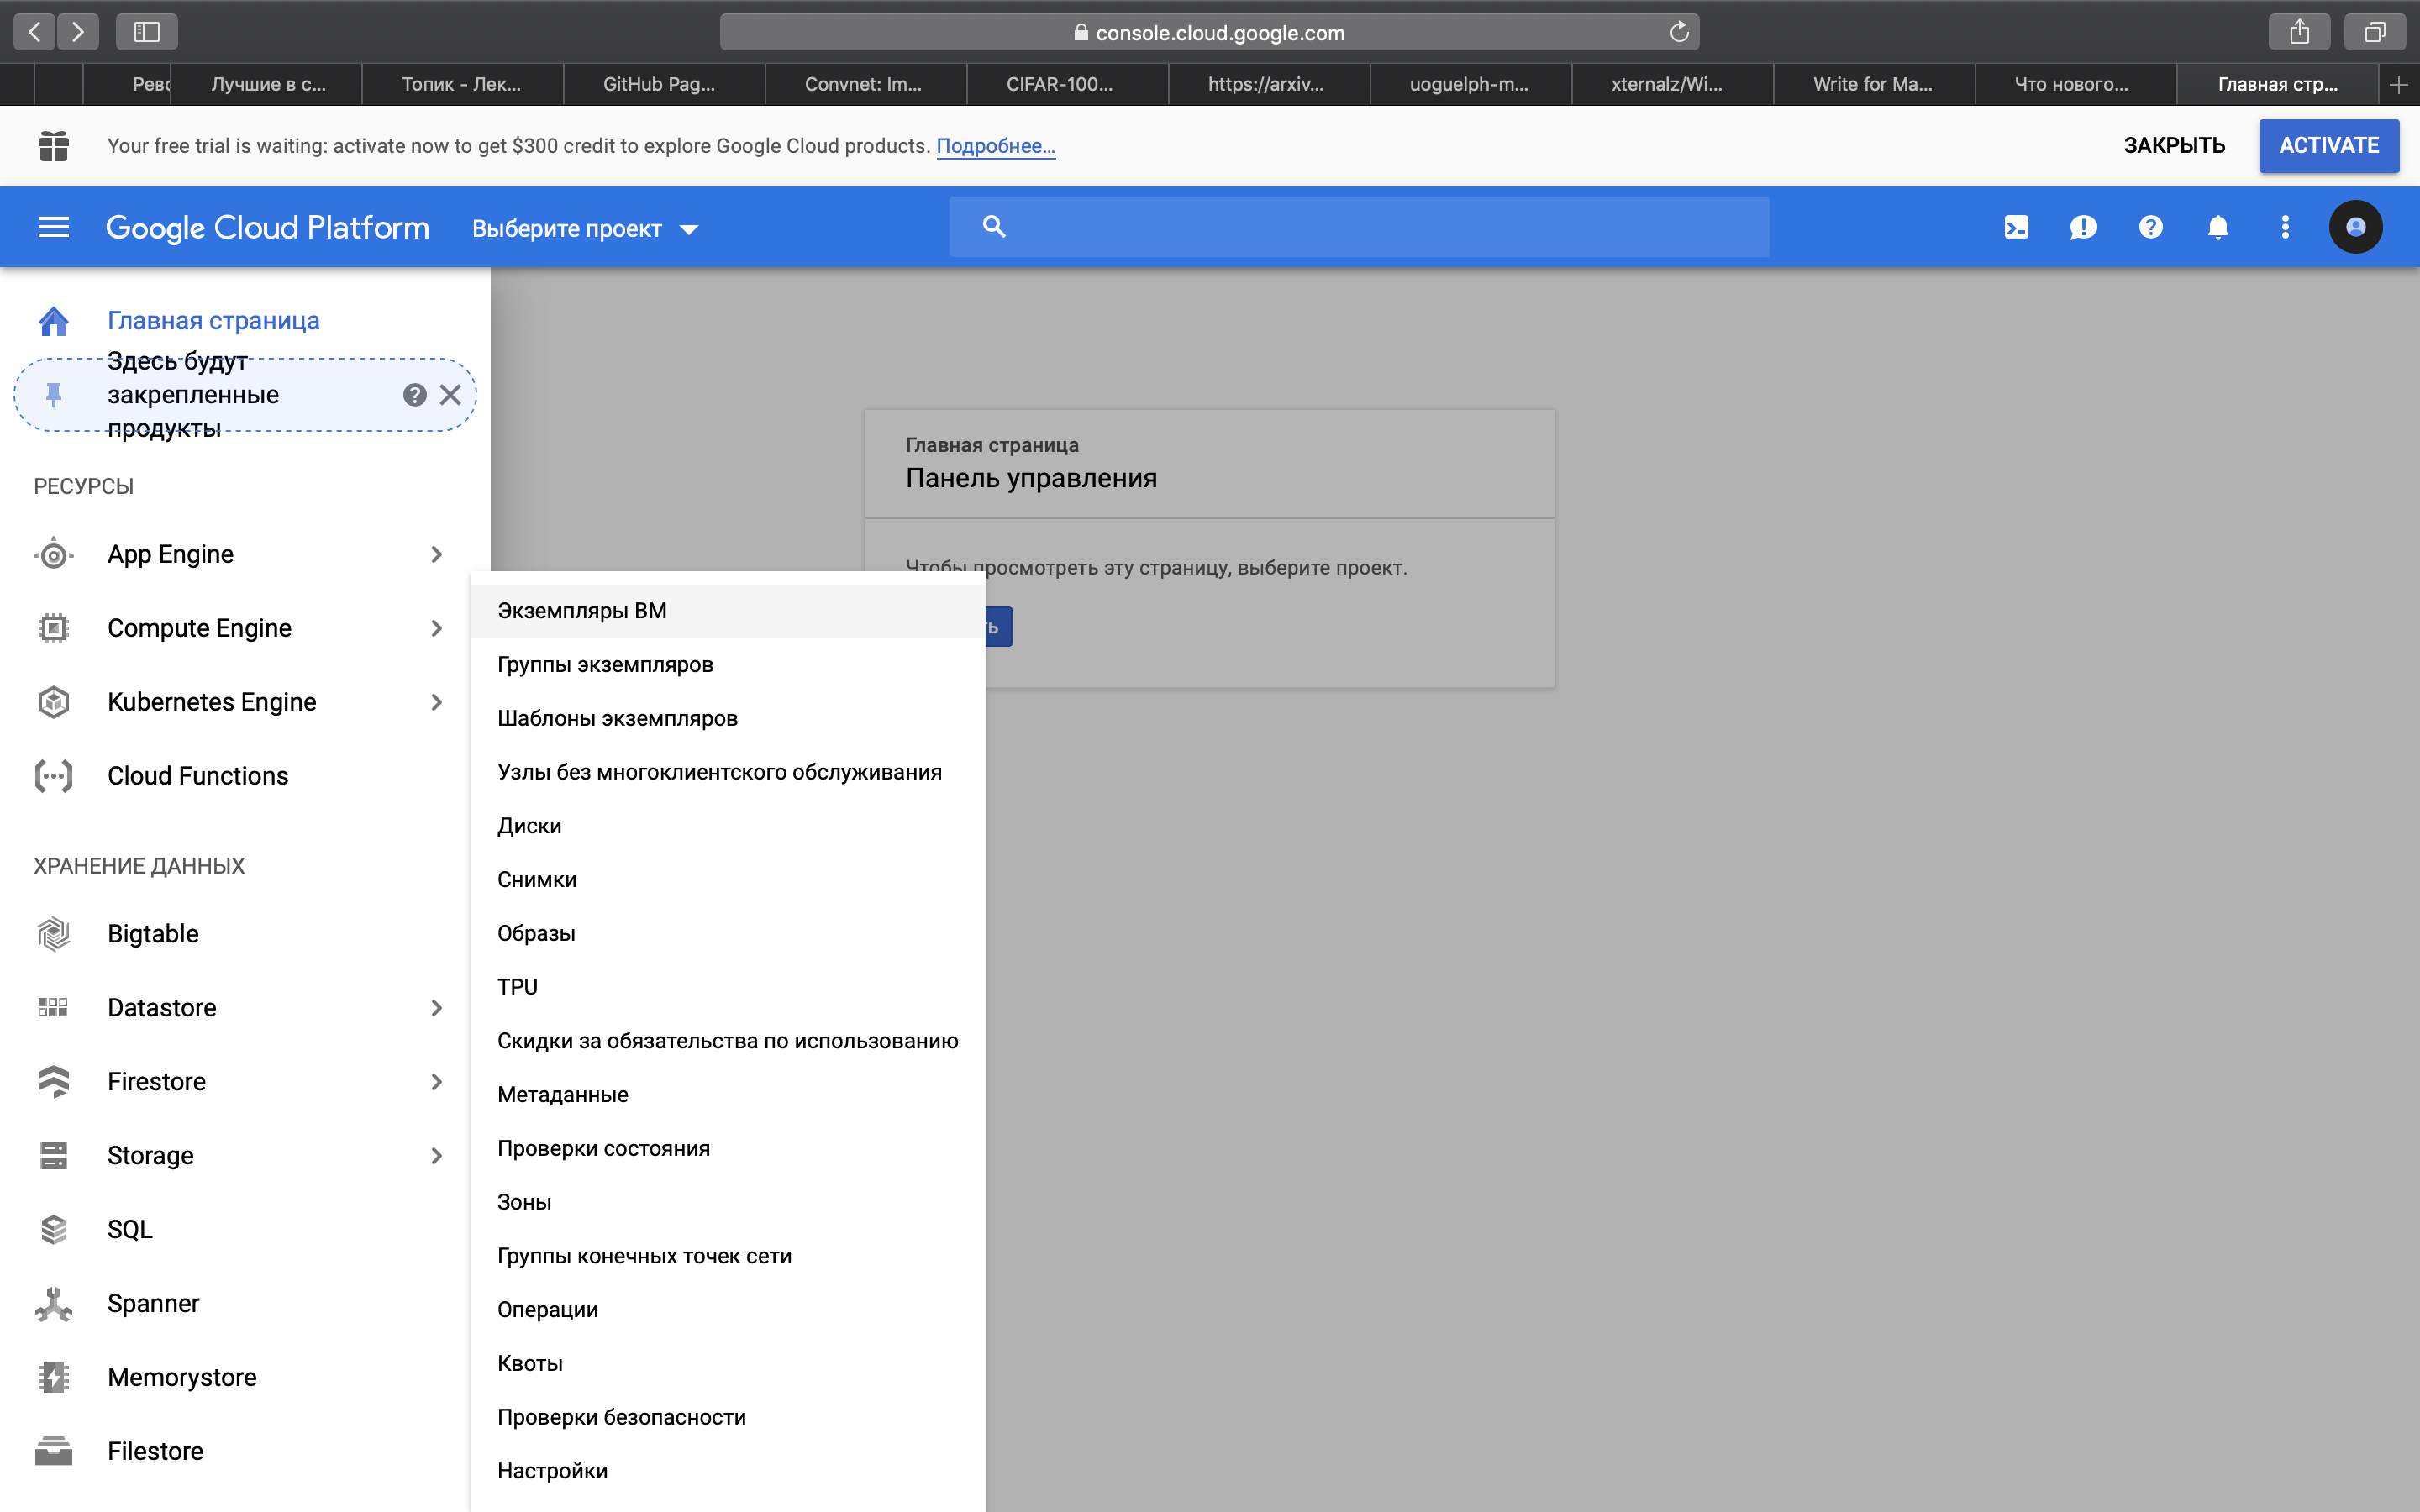 console.cloud.google.com
Лучшие в с...
Топик - Лек...
GitHub Pag...
Convnet: Im...
CIFAR-100...
https://arxiv...
uoguelph-m...
xternalz/Wi...
Write for Ma...
Что нового...
Главная стр...
Your free trial is waiting: activate now to get $300 credit to explore Google Cloud products. Подробнее...
ЗАКРЫТЬ
ACTIVATE
Google Cloud Platform
Выберите проект
Главная страница
Здесь будут
закрепленные
продукты
РЕСУРСЫ
App Engine
Compute Engine
Kubernetes Engine
Cloud Functions
ХРАНЕНИЕ ДАННЫХ
Bigtable
Datastore
Firestore
Storage
SQL
Spanner
Memorystore
Filestore
Экземпляры ВМ
Группы экземпляров
Шаблоны экземпляров
Узлы без многоклиентского обслуживания
Диски
Снимки
Образы
TPU
Скидки за обязательства по использованию
Метаданные
Проверки состояния
Зоны
Группы конечных точек сети
Операции
Квоты
Проверки безопасности
Настройки
Главная страница
Панель управления
Чтобы просмотреть эту страницу, выберите проект.